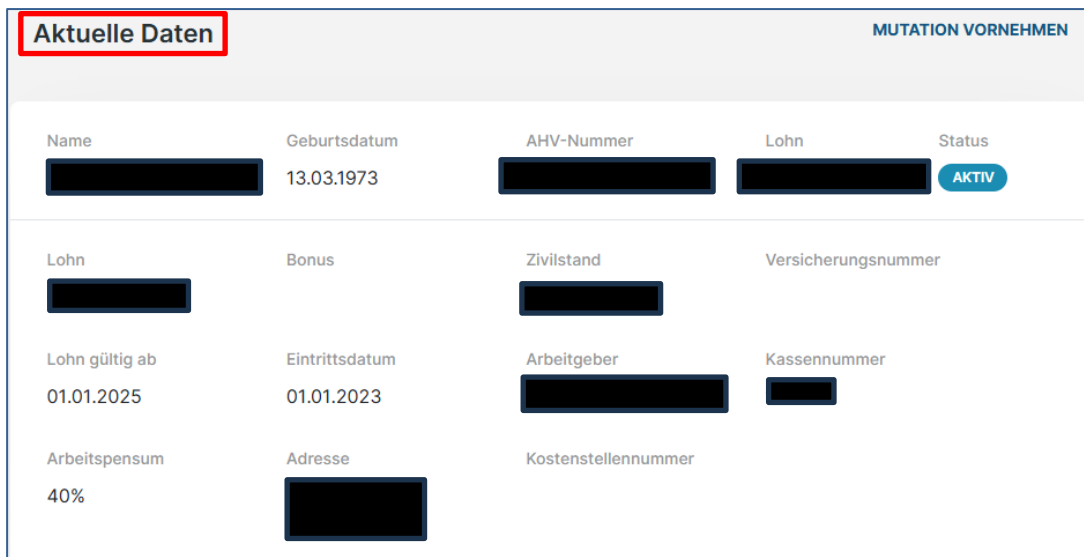 Aktuelle Daten MUTATION VORNEHMEN
Name Geburtsdatum AHV-Nummer Lohn Status
13.03.1973 AKTIV
Lohn Bonus Zivilstand Versicherungsnummer
Lohn gültig ab Eintrittsdatum Arbeitgeber Kassennummer
01.01.2025 01.01.2023
Arbeitspensum Adresse Kostenstellennummer
40%